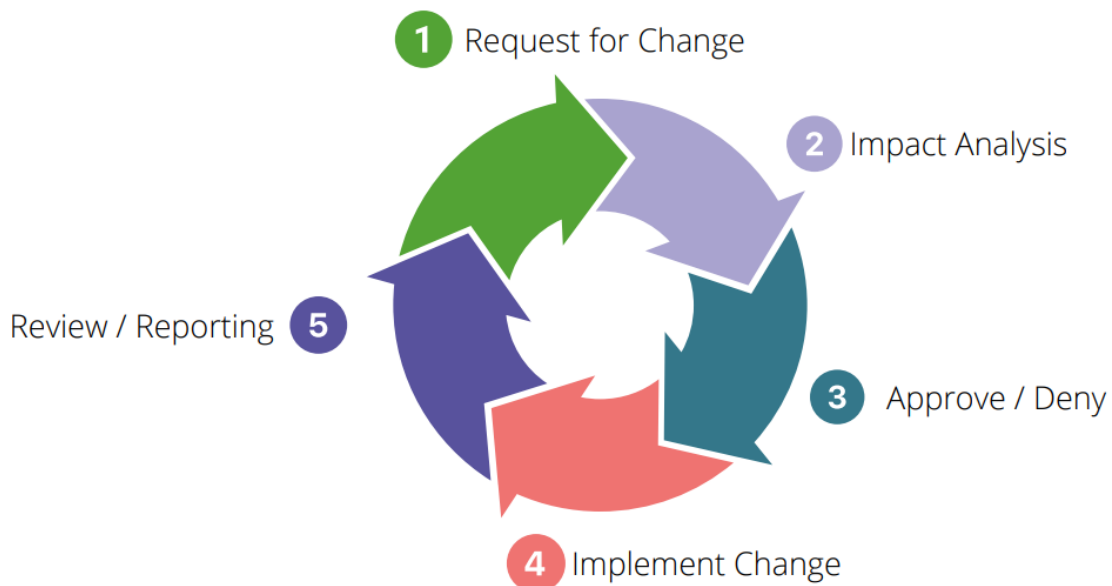 1 Request for Change
2 Impact Analysis
3 Approve / Deny
4 Implement Change
Review / Reporting 5